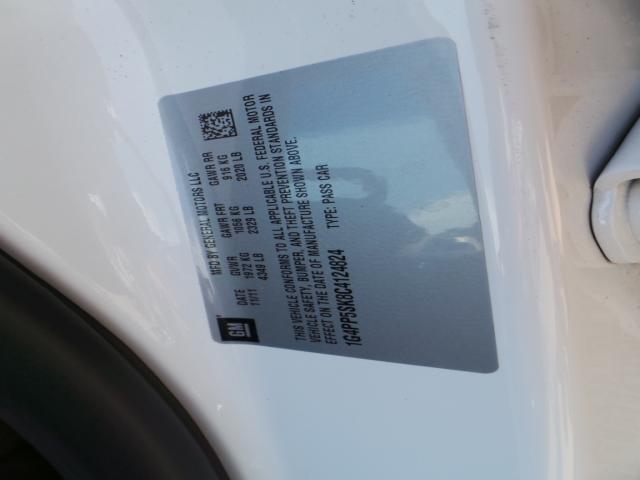 MFD BY GENERAL MOTORS LLC
DATE GVWR GAWR FRT GAWR RR
11/11 1972 KG 1056 KG 916 KG
4349 LB 2329 LB 2020 LB
GM
THIS VEHICLE CONFORMS TO ALL APPLICABLE U.S. FEDERAL MOTOR
VEHICLE SAFETY, BUMPER, AND THEFT PREVENTION STANDARDS IN
EFFECT ON THE DATE OF MANUFACTURE SHOWN ABOVE.
1G4PP5SK8C4124824 TYPE: PASS CAR